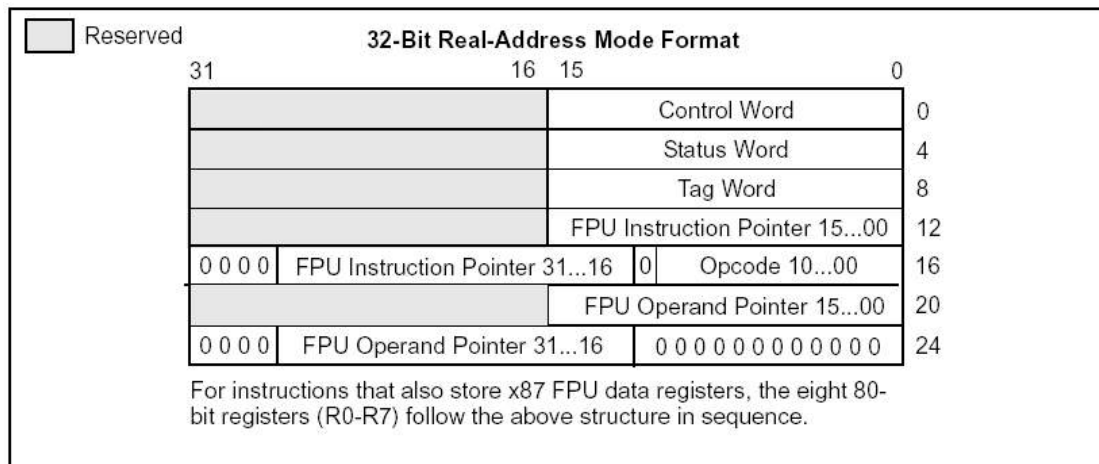 Reserved
32-Bit Real-Address Mode Format
31 16 15 0
Control Word 0
Status Word 4
Tag Word 8
FPU Instruction Pointer 15...00 12
0 0 0 0 FPU Instruction Pointer 31...16 0 Opcode 10...00 16
FPU Operand Pointer 15...00 20
0 0 0 0 FPU Operand Pointer 31...16 0 0 0 0 0 0 0 0 0 0 0 0 24
For instructions that also store x87 FPU data registers, the eight 80-
bit registers (R0-R7) follow the above structure in sequence.